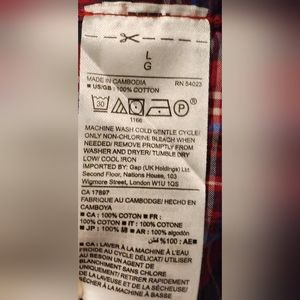 L
G
MADE IN CAMBODIA RN 54023
■ US/GB : 100% COTTON
30 P
1166
MACHINE WASH COLD GENTLE CYCLE/
ONLY NON-CHLORINE BLEACH WHEN
NEEDED/ REMOVE PROMPTLY FROM
WASHER AND DRYER/ TUMBLE DRY
LOW/ COOL IRON
IMPORTED BY: Gap (UK Holdings) Ltd.
Second Floor, Nations House, 103
Wigmore Street, London W1U 1QS
CA 17897
FABRIQUE AU CAMBODGE/ HECHO EN
CAMBOYA
■ CA : 100% COTON ■ FR :
100% COTON ■ IT : 100% COTONE
■ JP : 100% 綿 ■ AR : 100% algodón
■ CA : LAVER À LA MACHINE À L'EAU
FROIDE AU CYCLE DÉLICAT/ UTILISER
UN AGENT DE BLANCHIMENT
SANS CHLORE AU BESOIN
UNIQUEMENT/ RETIRER RAPIDEMENT
DE LA LAVEUSE ET DE LA SÉCHEUSE/
SÉCHER À LA MACHINE À BASSE